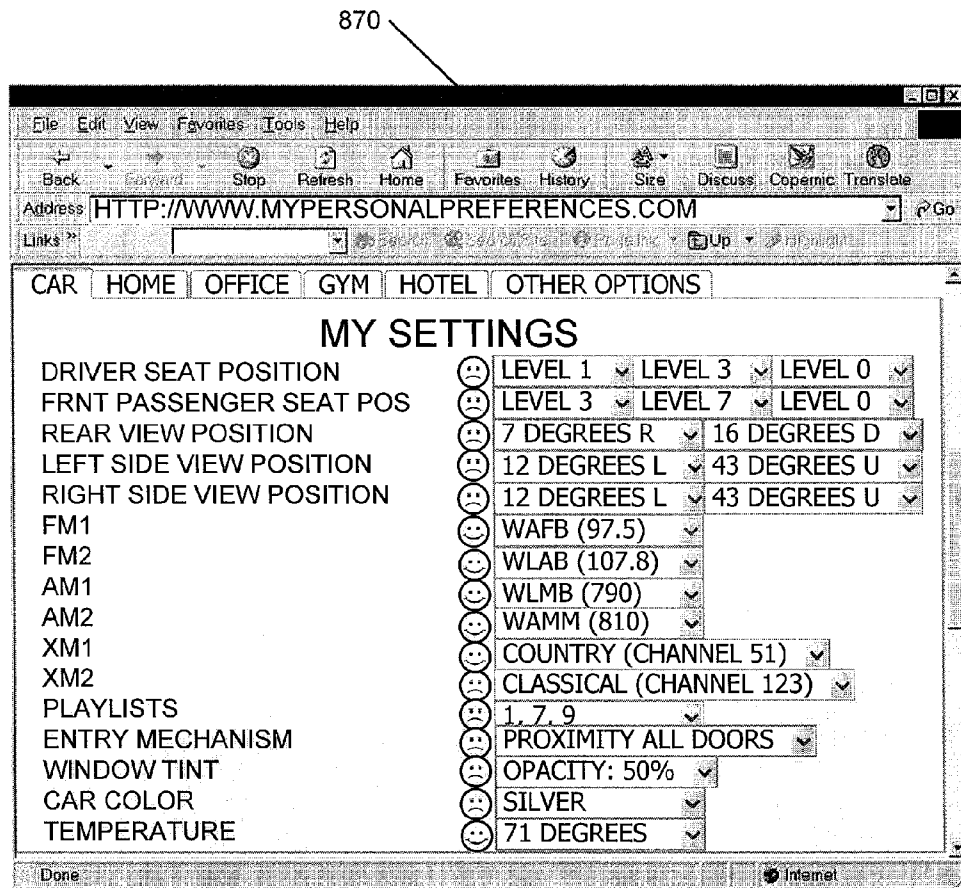 870
File Edit View Favorites Tools Help
Back Forward Stop Refresh Home Favorites History Size Discuss Copernic Translate
Address HTTP://WWW.MYPERSONALPREFERENCES.COM Go
Links » Up
CAR HOME OFFICE GYM HOTEL OTHER OPTIONS
MY SETTINGS
DRIVER SEAT POSITION LEVEL 1 LEVEL 3 LEVEL 0
FRNT PASSENGER SEAT POS LEVEL 3 LEVEL 7 LEVEL 0
REAR VIEW POSITION 7 DEGREES R 16 DEGREES D
LEFT SIDE VIEW POSITION 12 DEGREES L 43 DEGREES U
RIGHT SIDE VIEW POSITION 12 DEGREES L 43 DEGREES U
FM1 WAFB (97.5)
FM2 WLAB (107.8)
AM1 WLMB (790)
AM2 WAMM (810)
XM1 COUNTRY (CHANNEL 51)
XM2 CLASSICAL (CHANNEL 123)
PLAYLISTS 1, 7, 9
ENTRY MECHANISM PROXIMITY ALL DOORS
WINDOW TINT OPACITY: 50%
CAR COLOR SILVER
TEMPERATURE 71 DEGREES
Done Internet